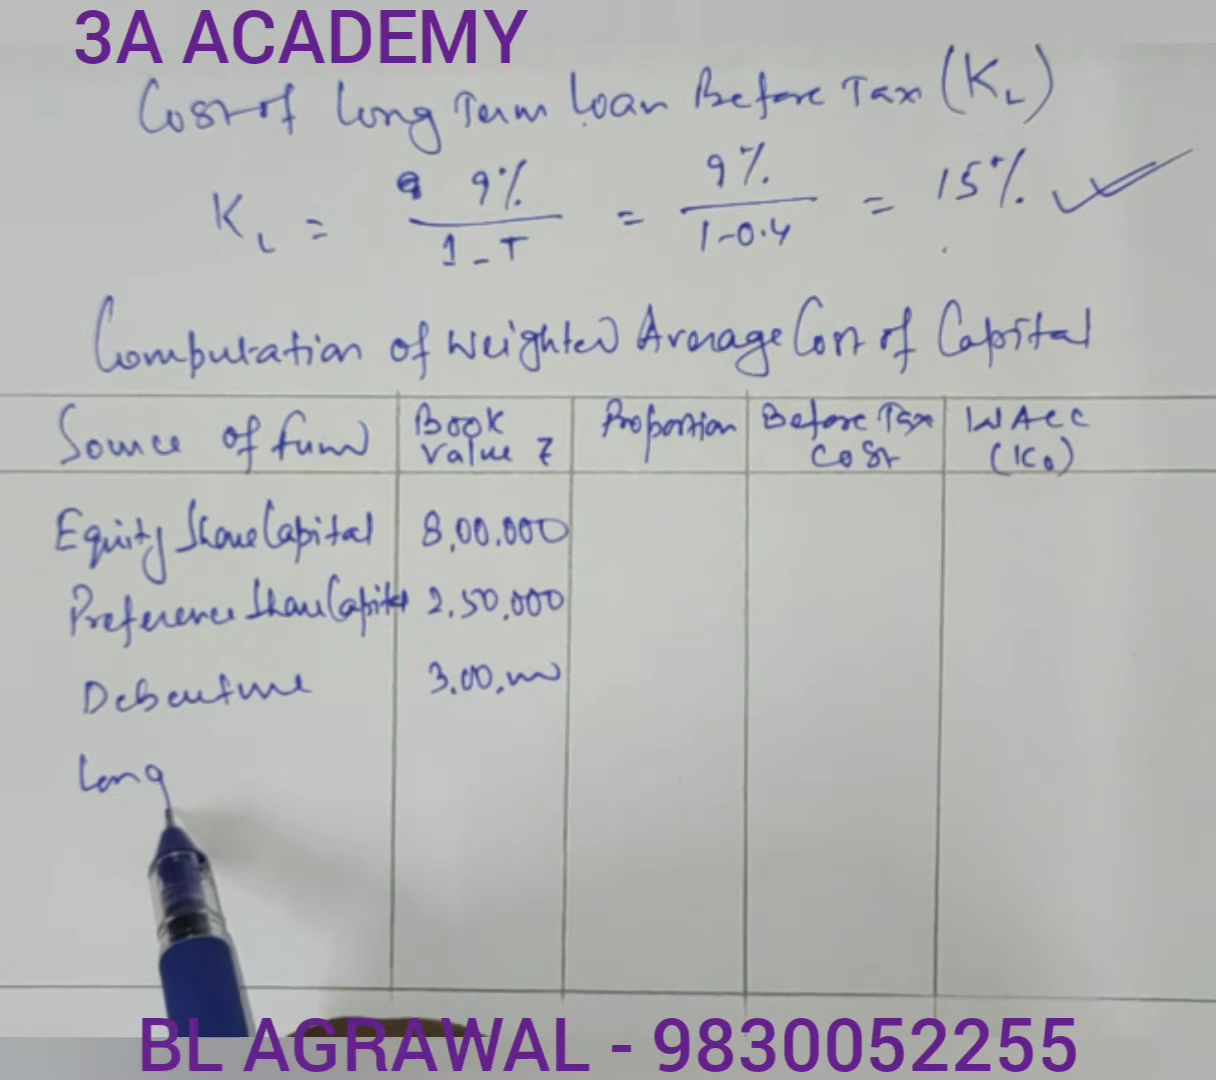 3A ACADEMY
Cost of Long Term Loan Before Tax (KL)
KL = 9% / 1-T = 9% / 1-0.4 = 15%
Computation of Weighted Average Cost of Capital
Source of fund Book Value ₹ Proportion Before Tax Cost WACC (K0)
Equity Share Capital 8,00,000
Preference Share Capital 2,50,000
Debenture 3,00,000
Long
BL AGRAWAL - 9830052255